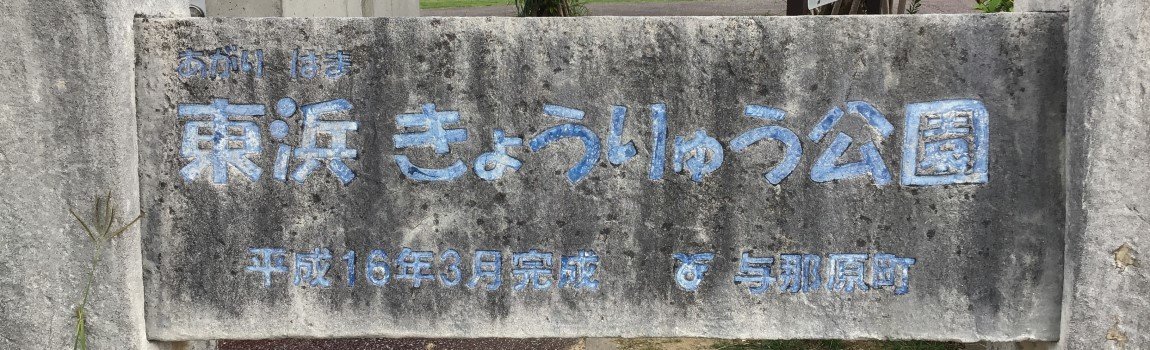 あがり はま
東浜 きょうりゅう公園
平成16年3月完成 与那原町